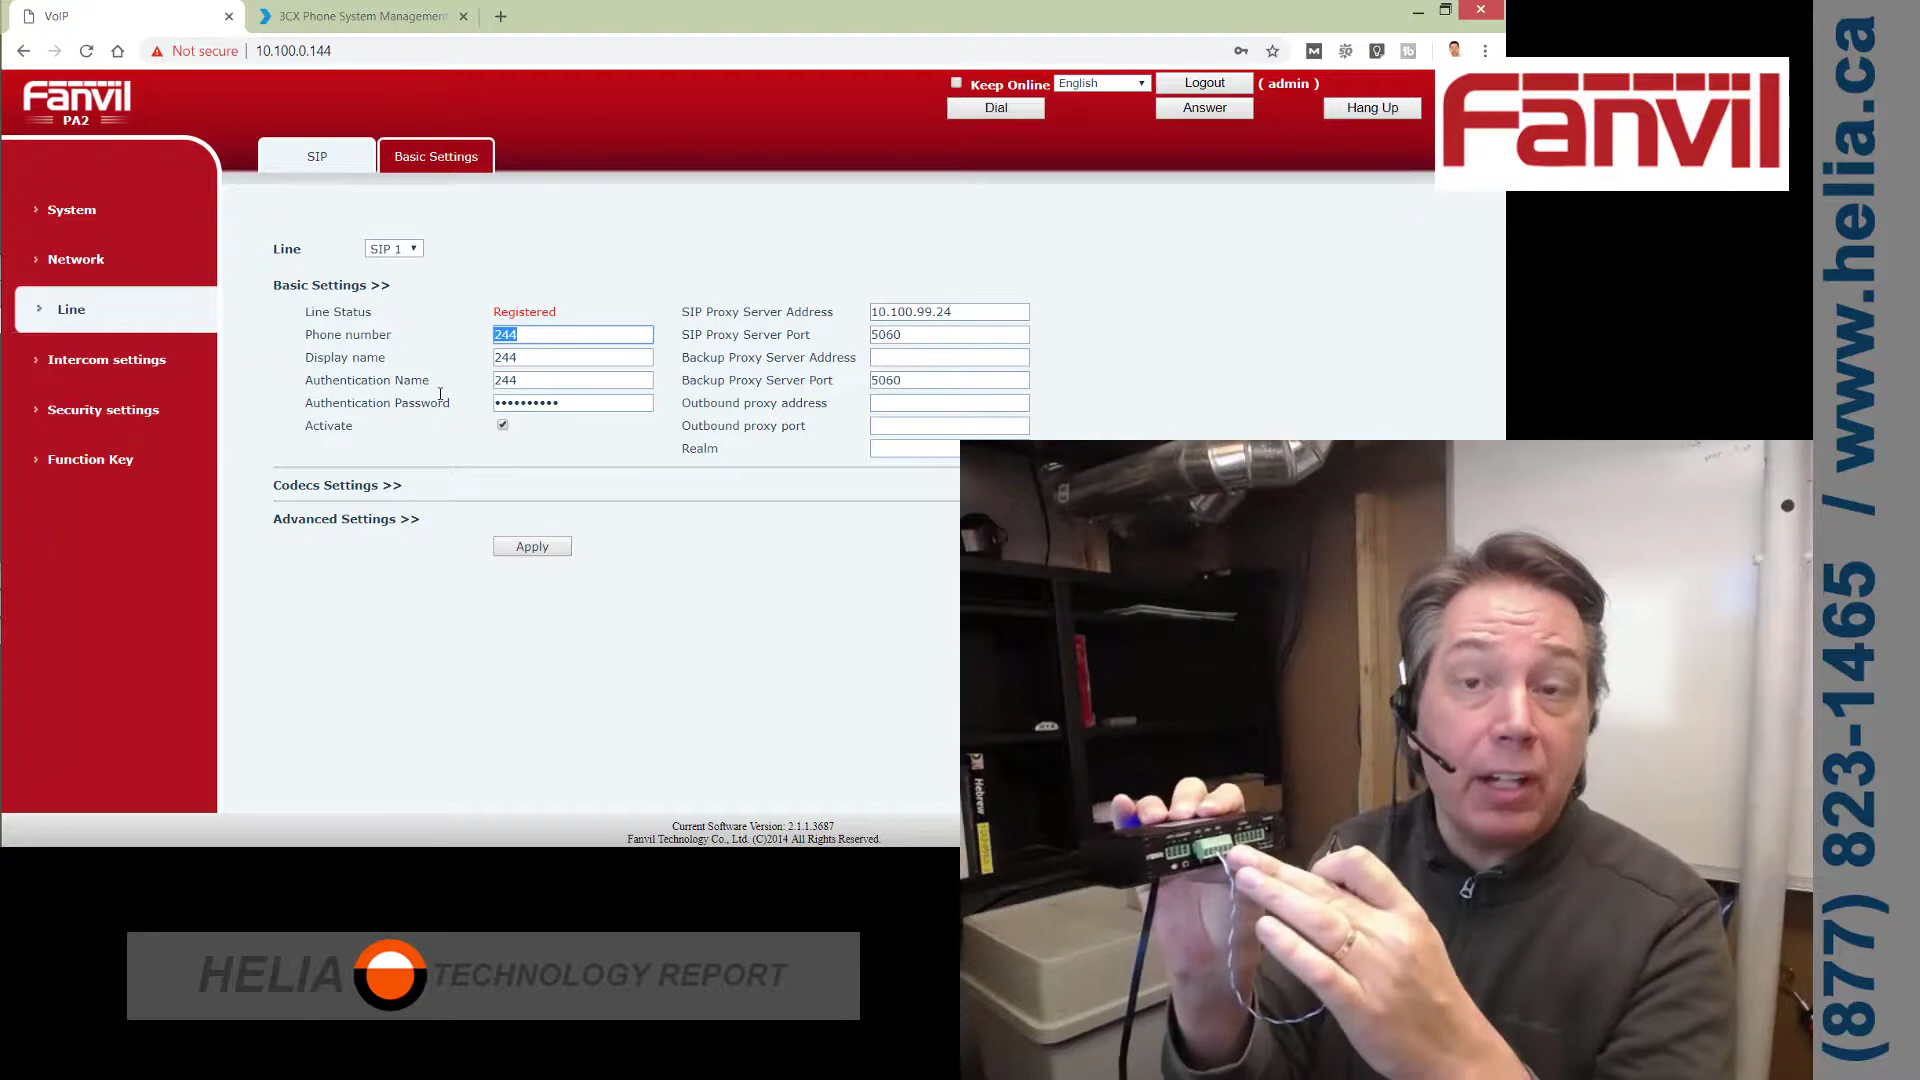 VoIP
3CX Phone System Management
Not secure
10.100.0.144
Fanvil
PA2
Keep Online
English
Logout
( admin )
Dial
Answer
Hang Up
Fanvil
SIP
Basic Settings
System
Network
Line
Intercom settings
Security settings
Function Key
Line
SIP 1
Basic Settings >>
Line Status
Registered
SIP Proxy Server Address
10.100.99.24
Phone number
244
SIP Proxy Server Port
5060
Display name
244
Backup Proxy Server Address
Authentication Name
244
Backup Proxy Server Port
5060
Authentication Password
••••••••••
Outbound proxy address
Activate
Outbound proxy port
Realm
Codecs Settings >>
Advanced Settings >>
Apply
Current Software Version: 2.1.1.3687
Fanvil Technology Co., Ltd. (C)2014 All Rights Reserved.
Hebrew
HELIA TECHNOLOGY REPORT
(877) 823-1465 / www.helia.ca